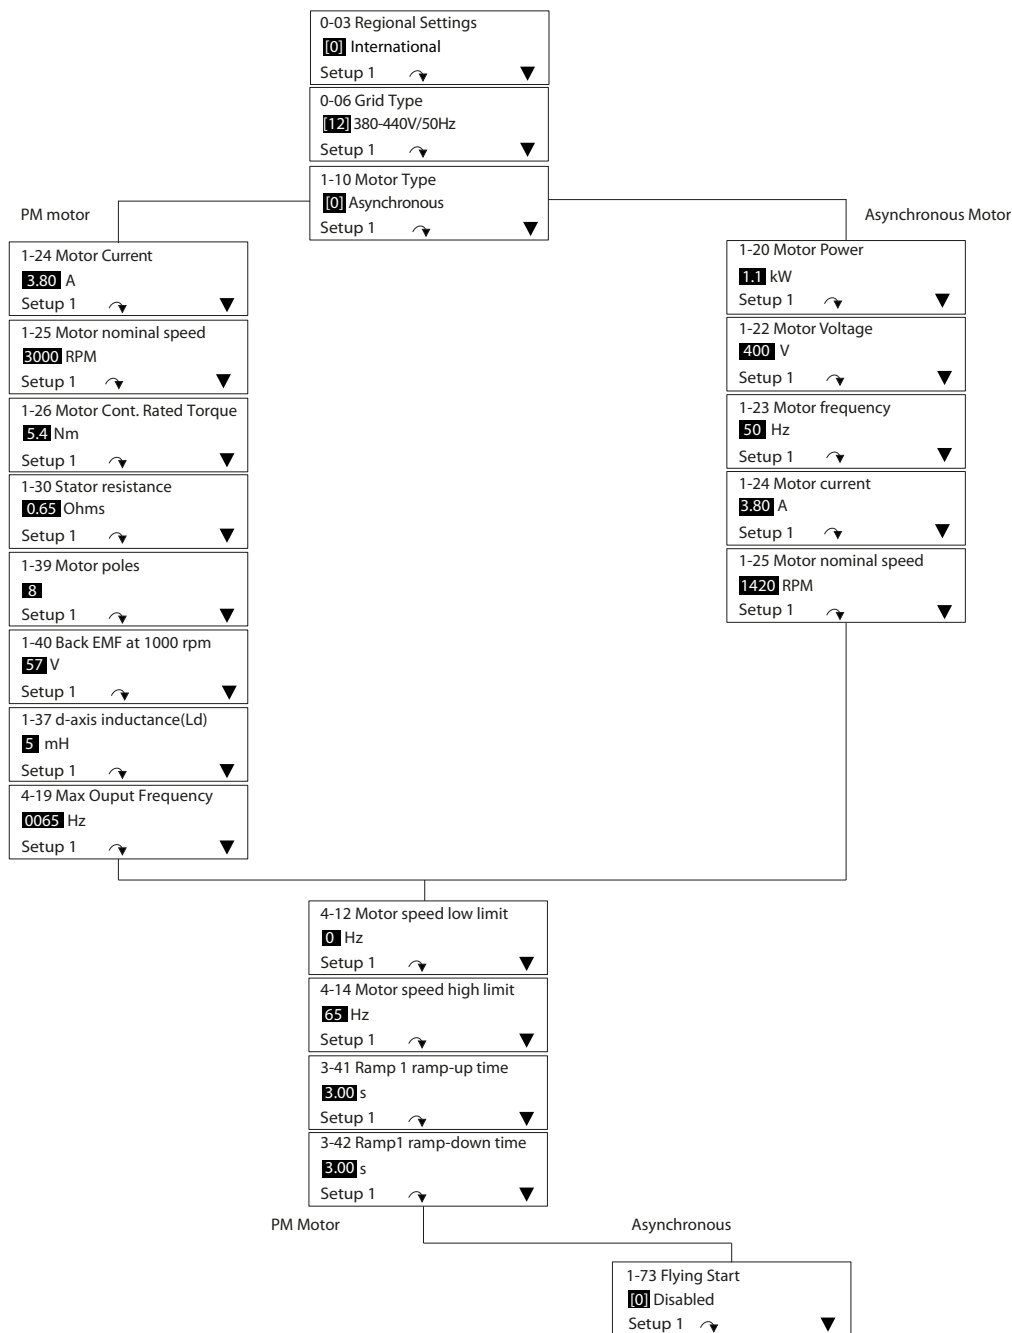 0-03 Regional Settings
[0] International
Setup 1
0-06 Grid Type
[12] 380-440V/50Hz
Setup 1
1-10 Motor Type
[0] Asynchronous
Setup 1
PM motor
1-24 Motor Current
3.80 A
Setup 1
1-25 Motor nominal speed
3000 RPM
Setup 1
1-26 Motor Cont. Rated Torque
5.4 Nm
Setup 1
1-30 Stator resistance
0.65 Ohms
Setup 1
1-39 Motor poles
8
Setup 1
1-40 Back EMF at 1000 rpm
57 V
Setup 1
1-37 d-axis inductance(Ld)
5 mH
Setup 1
4-19 Max Ouput Frequency
0065 Hz
Setup 1
Asynchronous Motor
1-20 Motor Power
1.1 kW
Setup 1
1-22 Motor Voltage
400 V
Setup 1
1-23 Motor frequency
50 Hz
Setup 1
1-24 Motor current
3.80 A
Setup 1
1-25 Motor nominal speed
1420 RPM
Setup 1
4-12 Motor speed low limit
0 Hz
Setup 1
4-14 Motor speed high limit
65 Hz
Setup 1
3-41 Ramp 1 ramp-up time
3.00 s
Setup 1
3-42 Ramp1 ramp-down time
3.00 s
Setup 1
PM Motor
Asynchronous
1-73 Flying Start
[0] Disabled
Setup 1